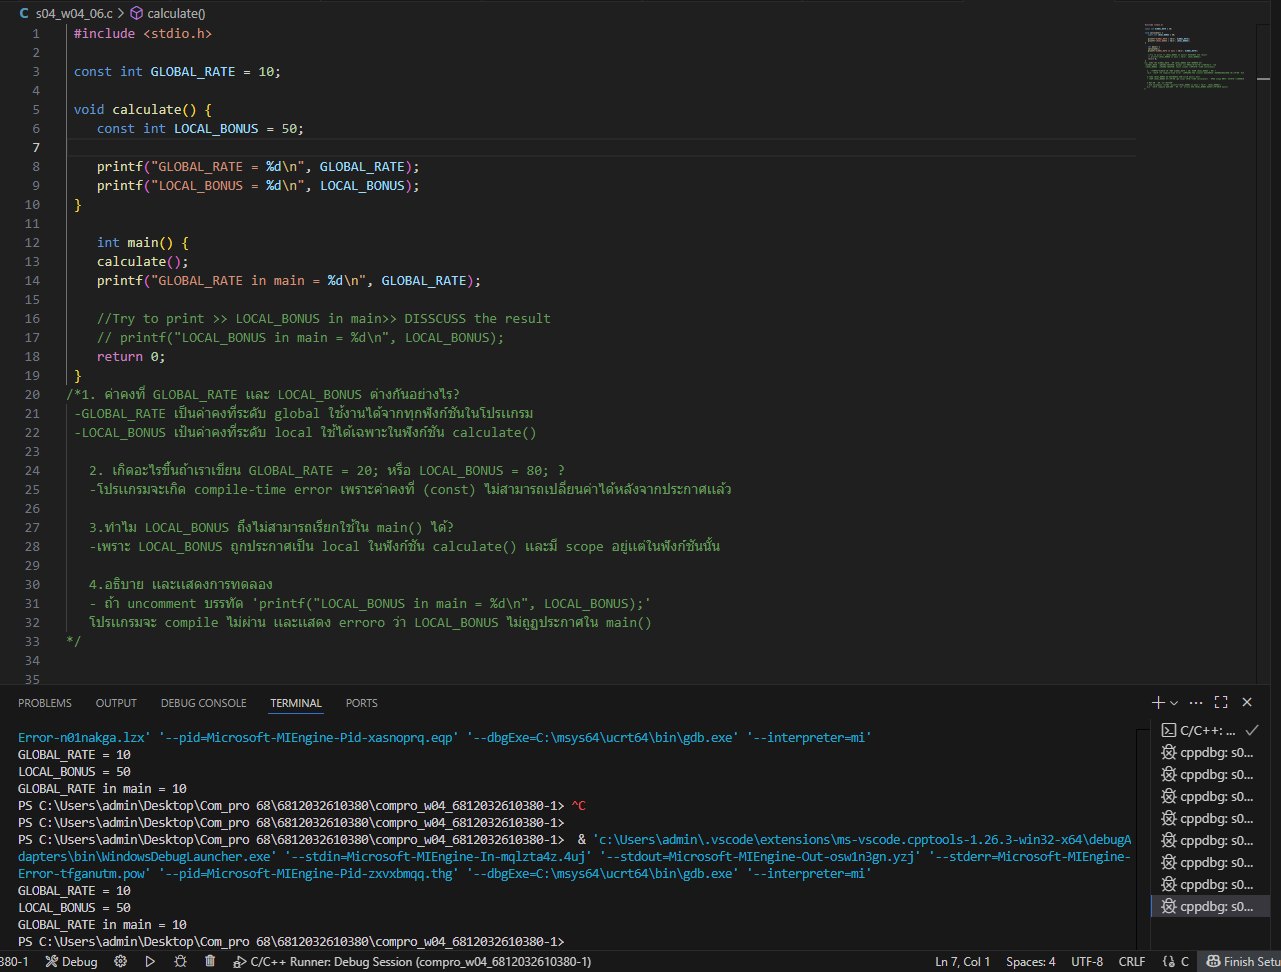 C s04_w04_06.c > calculate()
1 #include <stdio.h>
2
3 const int GLOBAL_RATE = 10;
4
5 void calculate() {
6 const int LOCAL_BONUS = 50;
7
8 printf("GLOBAL_RATE = %d\n", GLOBAL_RATE);
9 printf("LOCAL_BONUS = %d\n", LOCAL_BONUS);
10 }
11
12 int main() {
13 calculate();
14 printf("GLOBAL_RATE in main = %d\n", GLOBAL_RATE);
15
16 //Try to print >> LOCAL_BONUS in main>> DISSCUSS the result
17 // printf("LOCAL_BONUS in main = %d\n", LOCAL_BONUS);
18 return 0;
19 }
20 /*1. ค่าคงที่ GLOBAL_RATE และ LOCAL_BONUS ต่างกันอย่างไร?
21 -GLOBAL_RATE เป็นค่าคงที่ระดับ global ใช้งานได้จากทุกฟังก์ชันในโปรแกรม
22 -LOCAL_BONUS เป้นค่าคงที่ระดับ local ใช้ได้เฉพาะในฟังก์ชัน calculate()
23
24 2. เกิดอะไรขึ้นถ้าเราเขียน GLOBAL_RATE = 20; หรือ LOCAL_BONUS = 80; ?
25 -โปรแกรมจะเกิด compile-time error เพราะค่าคงที่ (const) ไม่สามารถเปลี่ยนค่าได้หลังจากประกาศแล้ว
26
27 3.ทำไม LOCAL_BONUS ถึงไม่สามารถเรียกใช้ใน main() ได้?
28 -เพราะ LOCAL_BONUS ถูกประกาศเป็น local ในฟังก์ชัน calculate() และมี scope อยู่แต่ในฟังก์ชันนั้น
29
30 4.อธิบาย และแสดงการทดลอง
31 - ถ้า uncomment บรรทัด 'printf("LOCAL_BONUS in main = %d\n", LOCAL_BONUS);'
32 โปรแกรมจะ compile ไม่ผ่าน และแสดง erroro ว่า LOCAL_BONUS ไม่ถูฏประกาศใน main()
33 */
34
35
PROBLEMS OUTPUT DEBUG CONSOLE TERMINAL PORTS
Error-n01nakga.lzx' '--pid=Microsoft-MIEngine-Pid-xasnoprq.eqp' '--dbgExe=C:\msys64\ucrt64\bin\gdb.exe' '--interpreter=mi'
GLOBAL_RATE = 10
LOCAL_BONUS = 50
GLOBAL_RATE in main = 10
PS C:\Users\admin\Desktop\Com_pro 68\6812032610380\compro_w04_6812032610380-1> ^C
PS C:\Users\admin\Desktop\Com_pro 68\6812032610380\compro_w04_6812032610380-1>
PS C:\Users\admin\Desktop\Com_pro 68\6812032610380\compro_w04_6812032610380-1> & 'c:\Users\admin\.vscode\extensions\ms-vscode.cpptools-1.26.3-win32-x64\debugA
dapters\bin\WindowsDebugLauncher.exe' '--stdin=Microsoft-MIEngine-In-mqlzta4z.4uj' '--stdout=Microsoft-MIEngine-Out-osw1n3gn.yzj' '--stderr=Microsoft-MIEngine-
Error-tfganutm.pow' '--pid=Microsoft-MIEngine-Pid-zxvxbmqq.thg' '--dbgExe=C:\msys64\ucrt64\bin\gdb.exe' '--interpreter=mi'
GLOBAL_RATE = 10
LOCAL_BONUS = 50
GLOBAL_RATE in main = 10
PS C:\Users\admin\Desktop\Com_pro 68\6812032610380\compro_w04_6812032610380-1>
C/C++: ...
cppdbg: s0...
cppdbg: s0...
cppdbg: s0...
cppdbg: s0...
cppdbg: s0...
cppdbg: s0...
cppdbg: s0...
cppdbg: s0...
380-1 Debug C/C++ Runner: Debug Session (compro_w04_6812032610380-1) Ln 7, Col 1 Spaces: 4 UTF-8 CRLF {} C Finish Setu